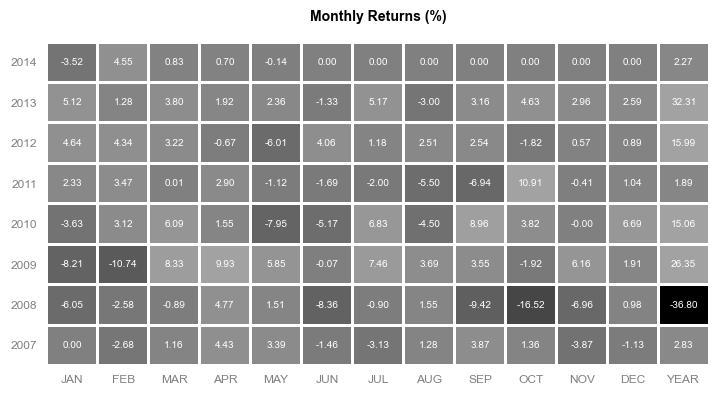 Monthly Returns (%)
2014 -3.52 4.55 0.83 0.70 -0.14 0.00 0.00 0.00 0.00 0.00 0.00 0.00 2.27
2013 5.12 1.28 3.80 1.92 2.36 -1.33 5.17 -3.00 3.16 4.63 2.96 2.59 32.31
2012 4.64 4.34 3.22 -0.67 -6.01 4.06 1.18 2.51 2.54 -1.82 0.57 0.89 15.99
2011 2.33 3.47 0.01 2.90 -1.12 -1.69 -2.00 -5.50 -6.94 10.91 -0.41 1.04 1.89
2010 -3.63 3.12 6.09 1.55 -7.95 -5.17 6.83 -4.50 8.96 3.82 -0.00 6.69 15.06
2009 -8.21 -10.74 8.33 9.93 5.85 -0.07 7.46 3.69 3.55 -1.92 6.16 1.91 26.35
2008 -6.05 -2.58 -0.89 4.77 1.51 -8.36 -0.90 1.55 -9.42 -16.52 -6.96 0.98 -36.80
2007 0.00 -2.68 1.16 4.43 3.39 -1.46 -3.13 1.28 3.87 1.36 -3.87 -1.13 2.83
JAN FEB MAR APR MAY JUN JUL AUG SEP OCT NOV DEC YEAR